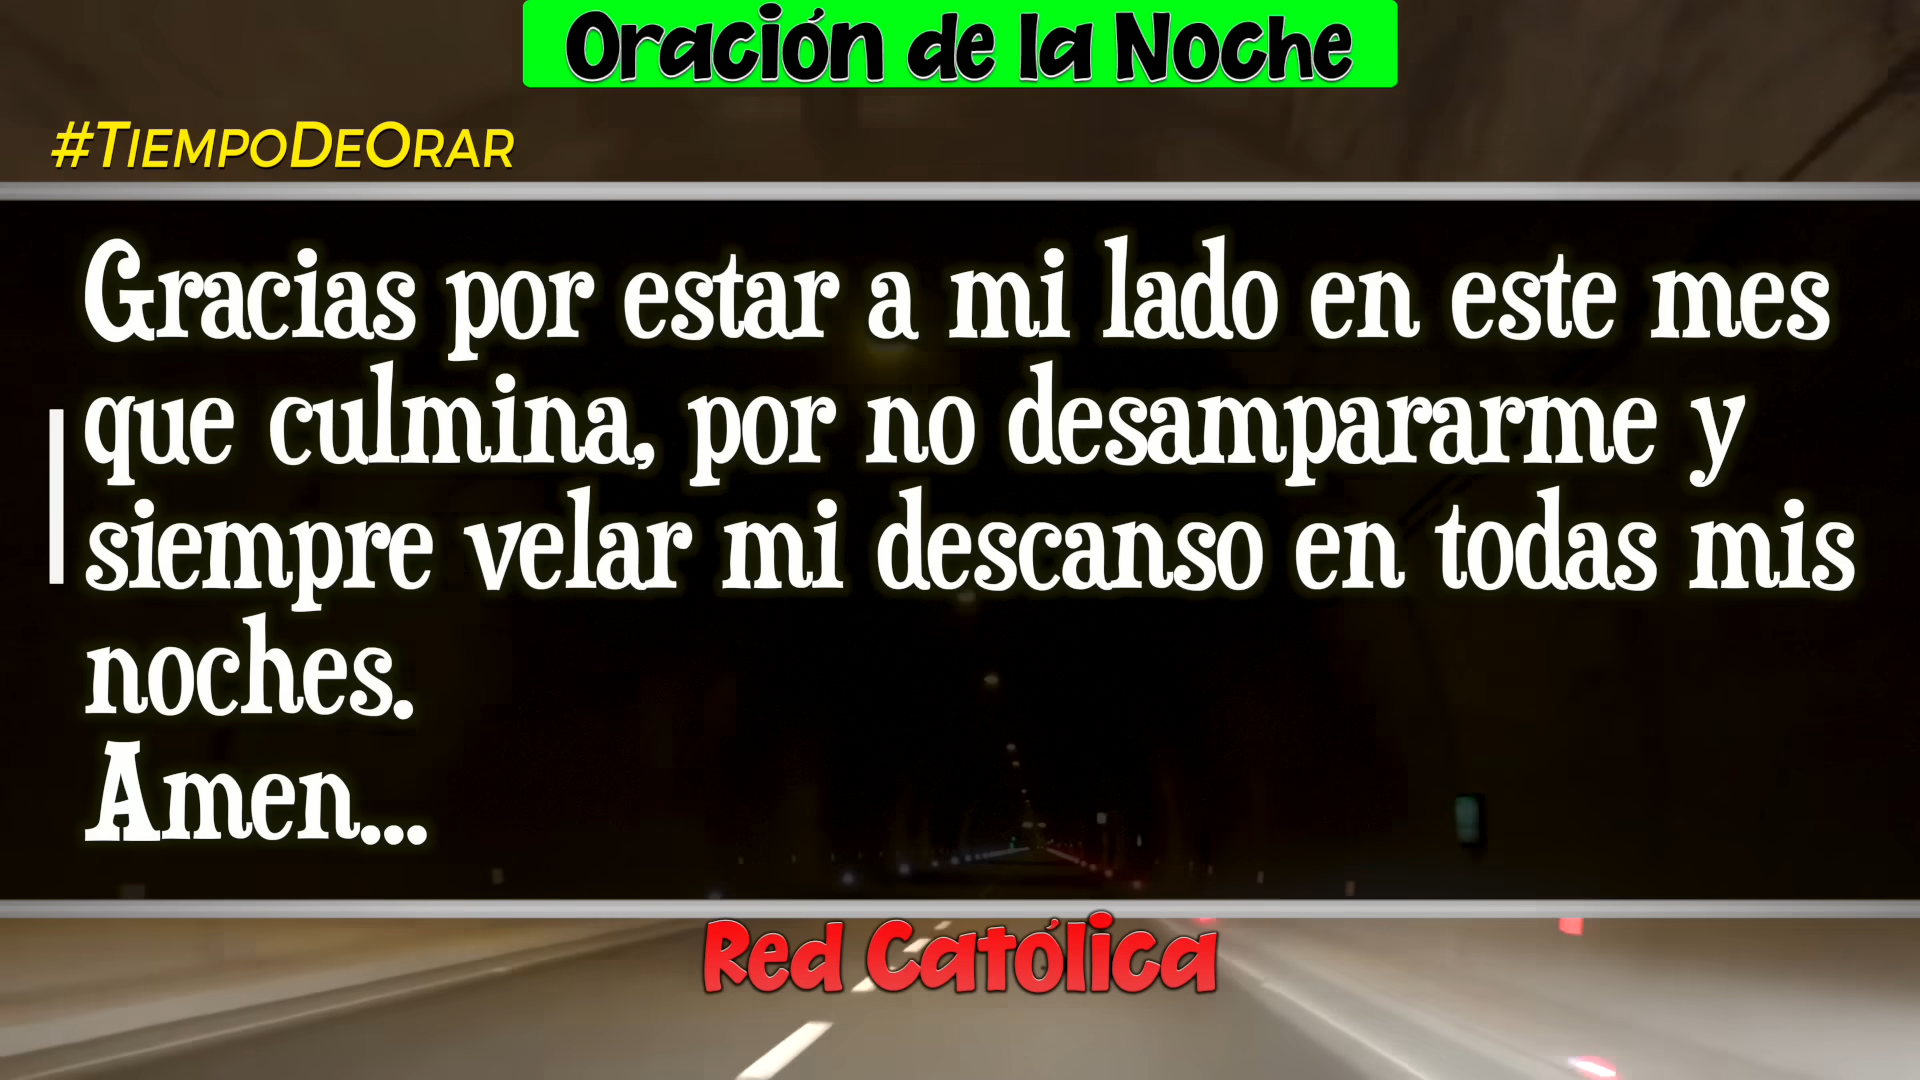 Oración de la Noche
#TiempoDeOrar
Gracias por estar a mi lado en este mes
que culmina, por no desampararme y
siempre velar mi descanso en todas mis
noches.
Amen...
Red Católica